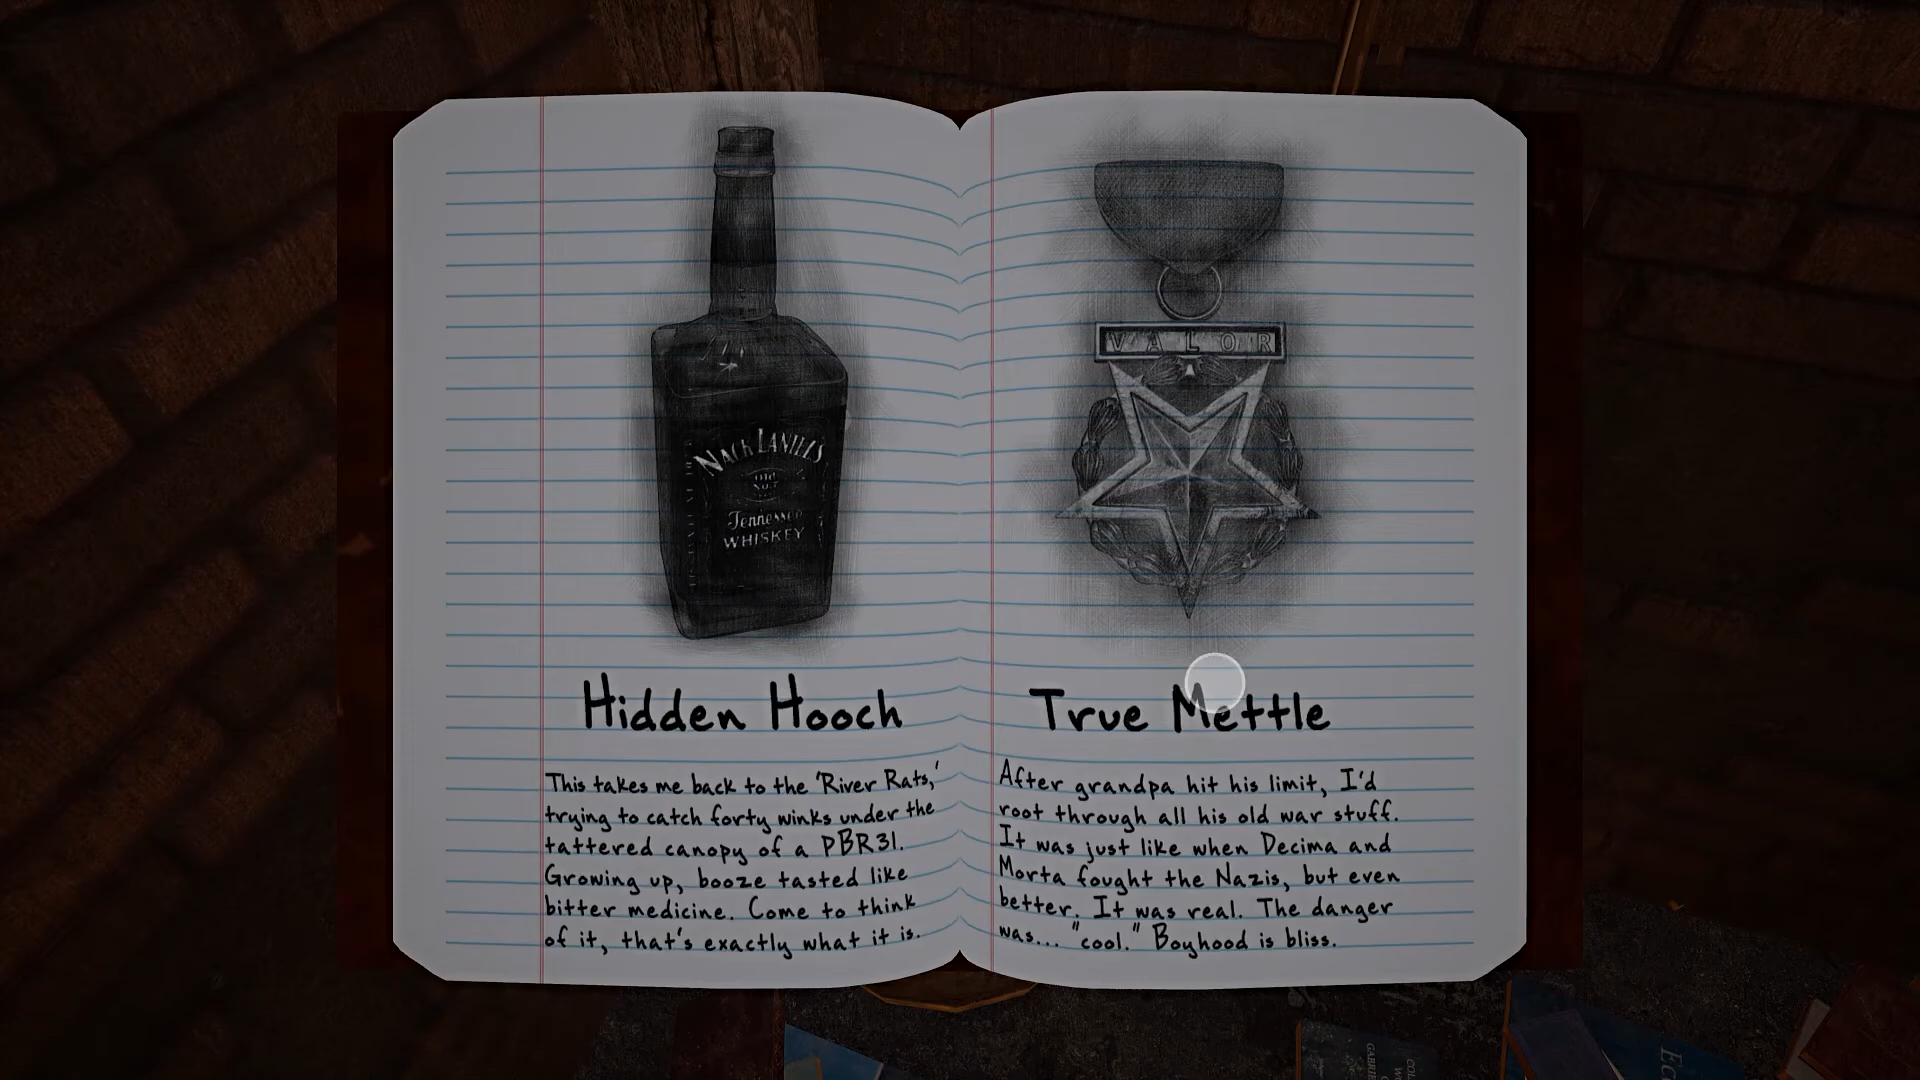 NACK LANIEL'S
Old
No.7
Tennessee
WHISKEY
Hidden Hooch
This takes me back to the 'River Rats,'
trying to catch forty winks under the
tattered canopy of a PBR31.
Growing up, booze tasted like
bitter medicine. Come to think
of it, that's exactly what it is.
VALOR
True Mettle
After grandpa hit his limit, I'd
root through all his old war stuff.
It was just like when Decima and
Morta fought the Nazis, but even
better. It was real. The danger
was... "cool." Boyhood is bliss.